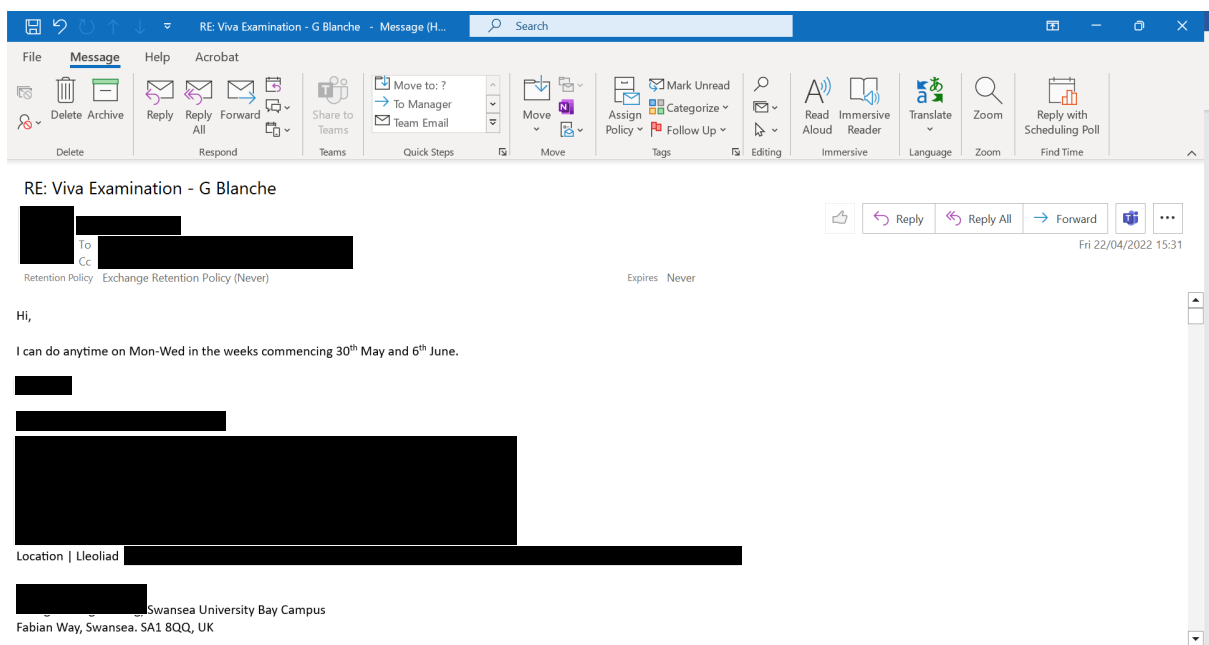 RE: Viva Examination - G Blanche - Message (H...
Search
File Message Help Acrobat
Delete Archive
Reply Reply All Forward
Share to Teams
Move to: ?
To Manager
Team Email
Move
Assign Policy
Mark Unread
Categorize
Follow Up
Read Aloud
Immersive Reader
Translate
Zoom
Reply with Scheduling Poll
Delete Respond Teams Quick Steps Move Tags Editing Immersive Language Zoom Find Time
RE: Viva Examination - G Blanche
Reply Reply All Forward
To
Cc
Fri 22/04/2022 15:31
Retention Policy Exchange Retention Policy (Never) Expires Never
Hi,
I can do anytime on Mon-Wed in the weeks commencing 30th May and 6th June.
Location | Lleoliad
Swansea University Bay Campus
Fabian Way, Swansea. SA1 8QQ, UK